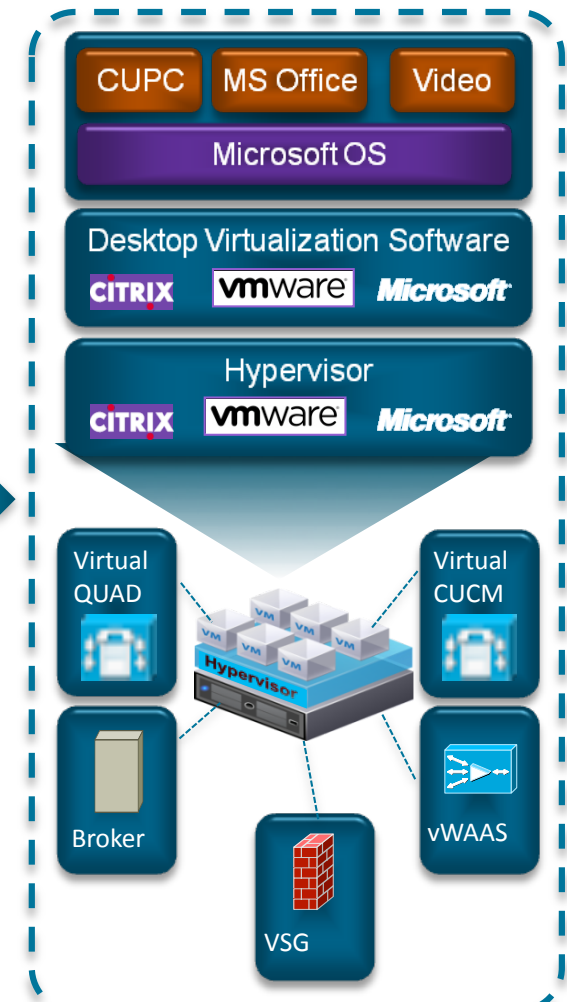 CUPC MS Office Video
Microsoft OS
Desktop Virtualization Software
CITRIX vmware Microsoft
Hypervisor
CITRIX vmware Microsoft
Virtual
QUAD
Virtual
CUCM
VM
VM
VM
VM
VM
VM
Hypervisor
Broker
vWAAS
VSG